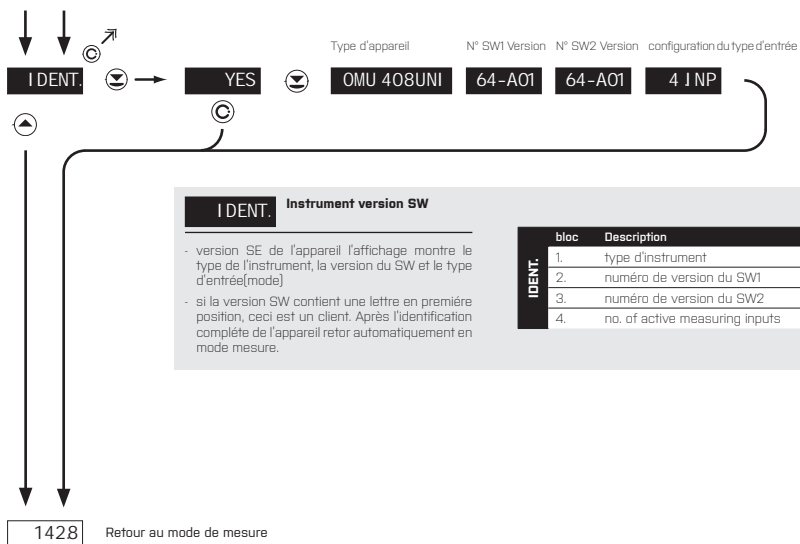 Type d'appareil N° SW1 Version N° SW2 Version configuration du type d'entrée
IDENT. YES OMU 408UNI 64-A01 64-A01 4 INP
IDENT. Instrument version SW
- version SE de l'appareil l'affichage montre le
type de l'instrument, la version du SW et le type
d'entrée(mode)
- si la version SW contient une lettre en premiére
position, ceci est un client. Après l'identification
compléte de l'appareil retor automatiquement en
mode mesure.
IDENT.
bloc Description
1. type d'instrument
2. numéro de version du SW1
3. numéro de version du SW2
4. no. of active measuring inputs
142.8 Retour au mode de mesure